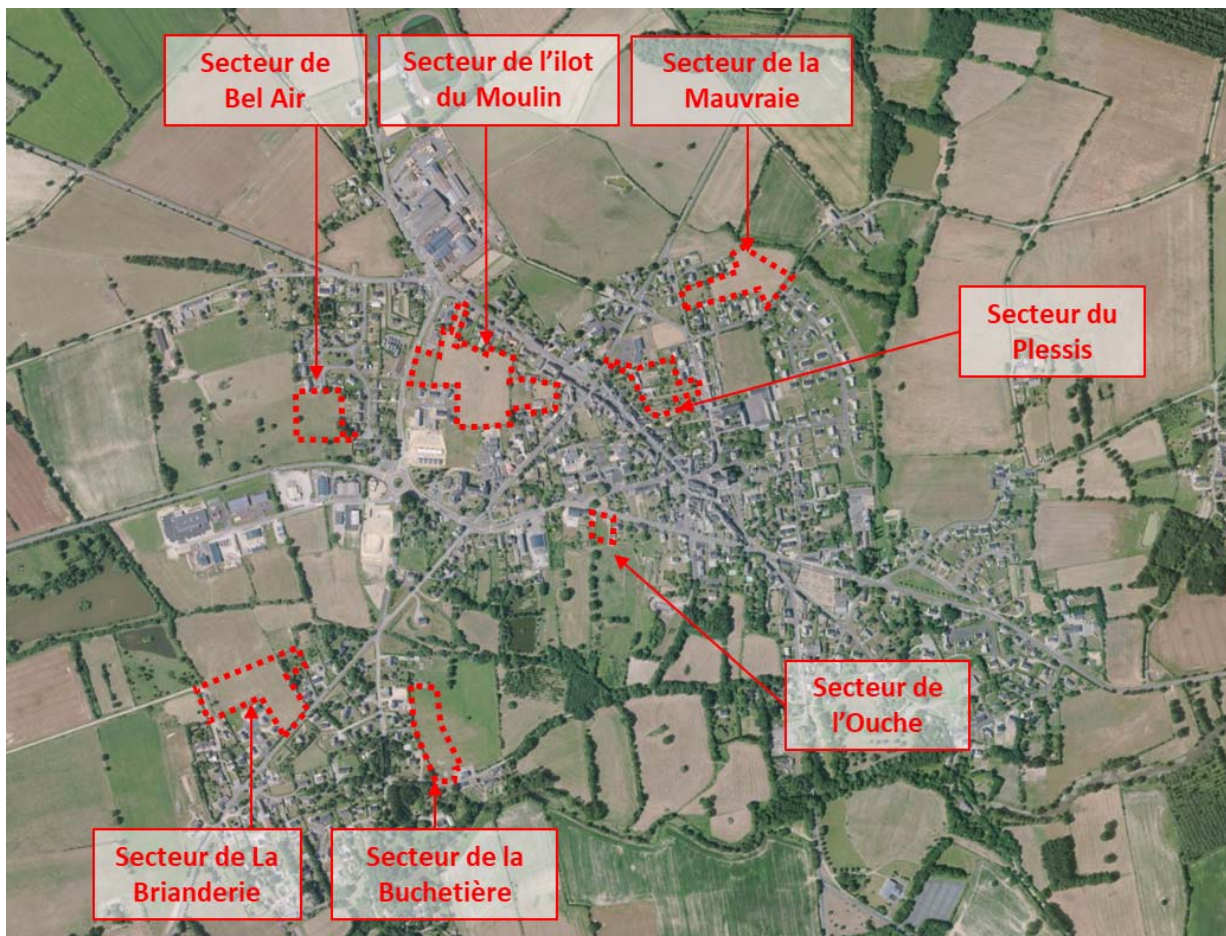 Secteur de
Bel Air
Secteur de l'ilot
du Moulin
Secteur de la
Mauvraie
Secteur du
Plessis
Secteur de
l'Ouche
Secteur de La
Brianderie
Secteur de la
Buchetière